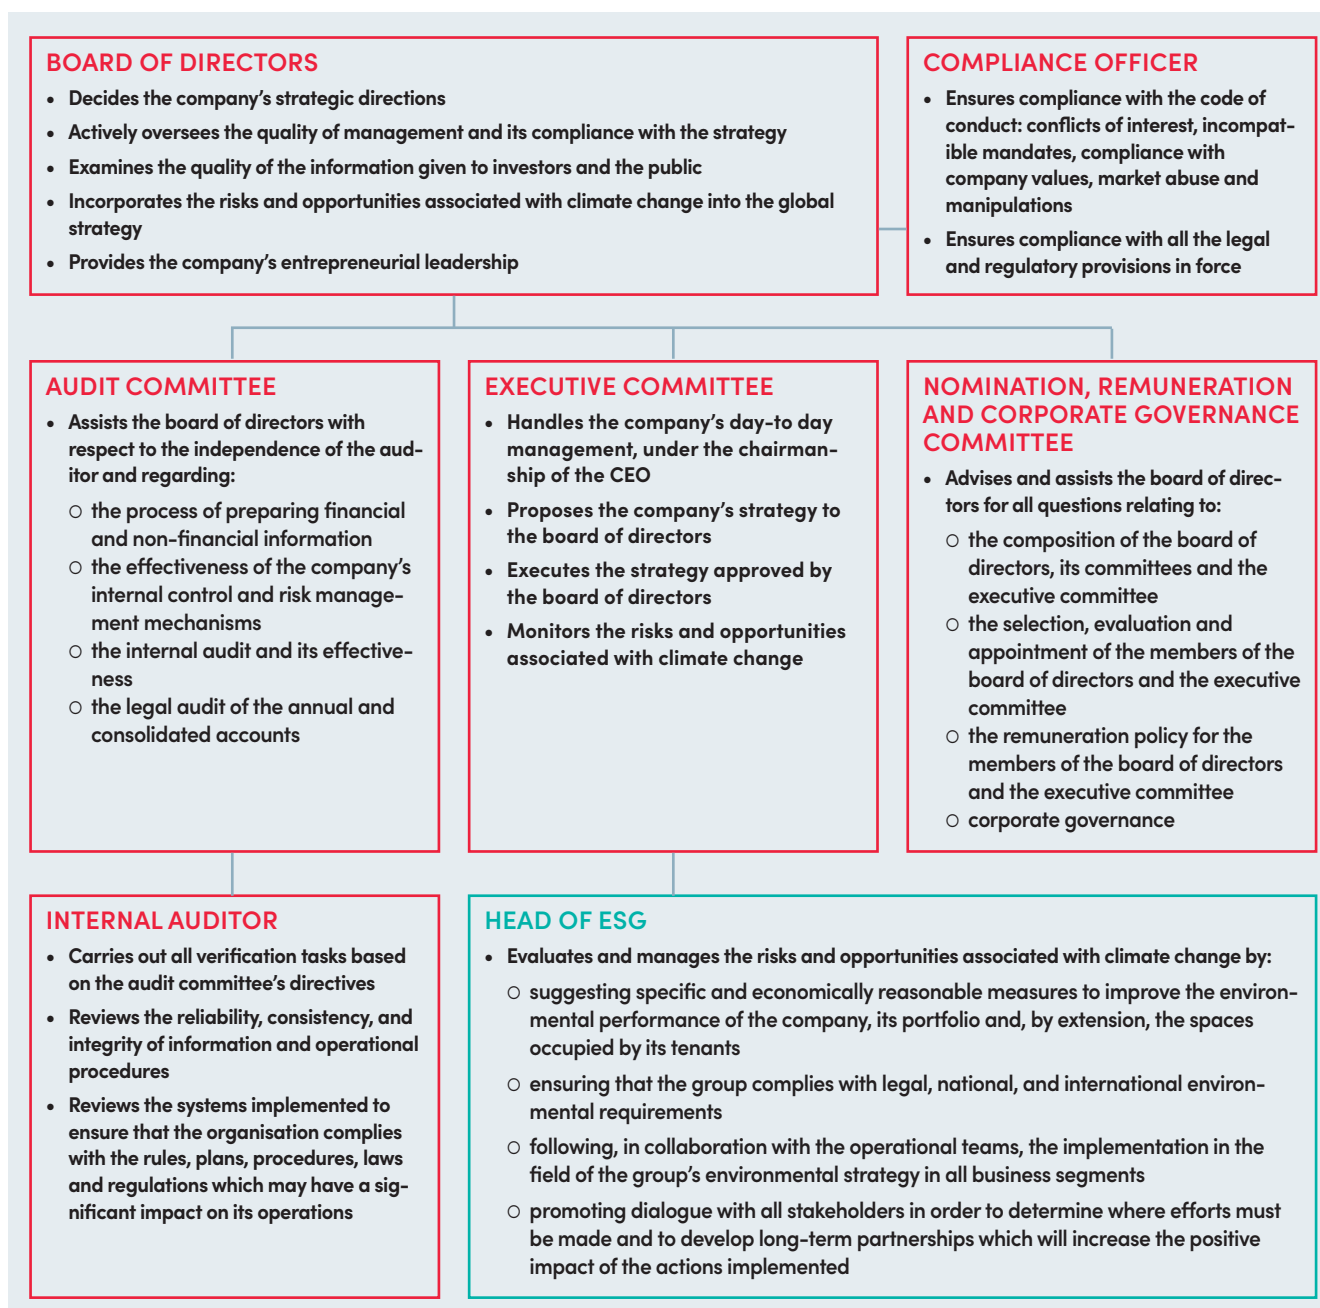 BOARD OF DIRECTORS
• Decides the company’s strategic directions
• Actively oversees the quality of management and its compliance with the strategy
• Examines the quality of the information given to investors and the public
• Incorporates the risks and opportunities associated with climate change into the global
strategy
• Provides the company’s entrepreneurial leadership
COMPLIANCE OFFICER
• Ensures compliance with the code of
conduct: conflicts of interest, incompat-
ible mandates, compliance with
company values, market abuse and
manipulations
• Ensures compliance with all the legal
and regulatory provisions in force
AUDIT COMMITTEE
• Assists the board of directors with
respect to the independence of the aud-
itor and regarding:
O the process of preparing financial
and non-financial information
O the effectiveness of the company’s
internal control and risk manage-
ment mechanisms
O the internal audit and its effective-
ness
O the legal audit of the annual and
consolidated accounts
EXECUTIVE COMMITTEE
• Handles the company’s day-to day
management, under the chairman-
ship of the CEO
• Proposes the company’s strategy to
the board of directors
• Executes the strategy approved by
the board of directors
• Monitors the risks and opportunities
associated with climate change
NOMINATION, REMUNERATION
AND CORPORATE GOVERNANCE
COMMITTEE
• Advises and assists the board of direc-
tors for all questions relating to:
O the composition of the board of
directors, its committees and the
executive committee
O the selection, evaluation and
appointment of the members of the
board of directors and the executive
committee
O the remuneration policy for the
members of the board of directors
and the executive committee
O corporate governance
INTERNAL AUDITOR
• Carries out all verification tasks based
on the audit committee’s directives
• Reviews the reliability, consistency, and
integrity of information and operational
procedures
• Reviews the systems implemented to
ensure that the organisation complies
with the rules, plans, procedures, laws
and regulations which may have a sig-
nificant impact on its operations
HEAD OF ESG
• Evaluates and manages the risks and opportunities associated with climate change by:
O suggesting specific and economically reasonable measures to improve the environ-
mental performance of the company, its portfolio and, by extension, the spaces
occupied by its tenants
O ensuring that the group complies with legal, national, and international environ-
mental requirements
O following, in collaboration with the operational teams, the implementation in the
field of the group’s environmental strategy in all business segments
O promoting dialogue with all stakeholders in order to determine where efforts must
be made and to develop long-term partnerships which will increase the positive
impact of the actions implemented